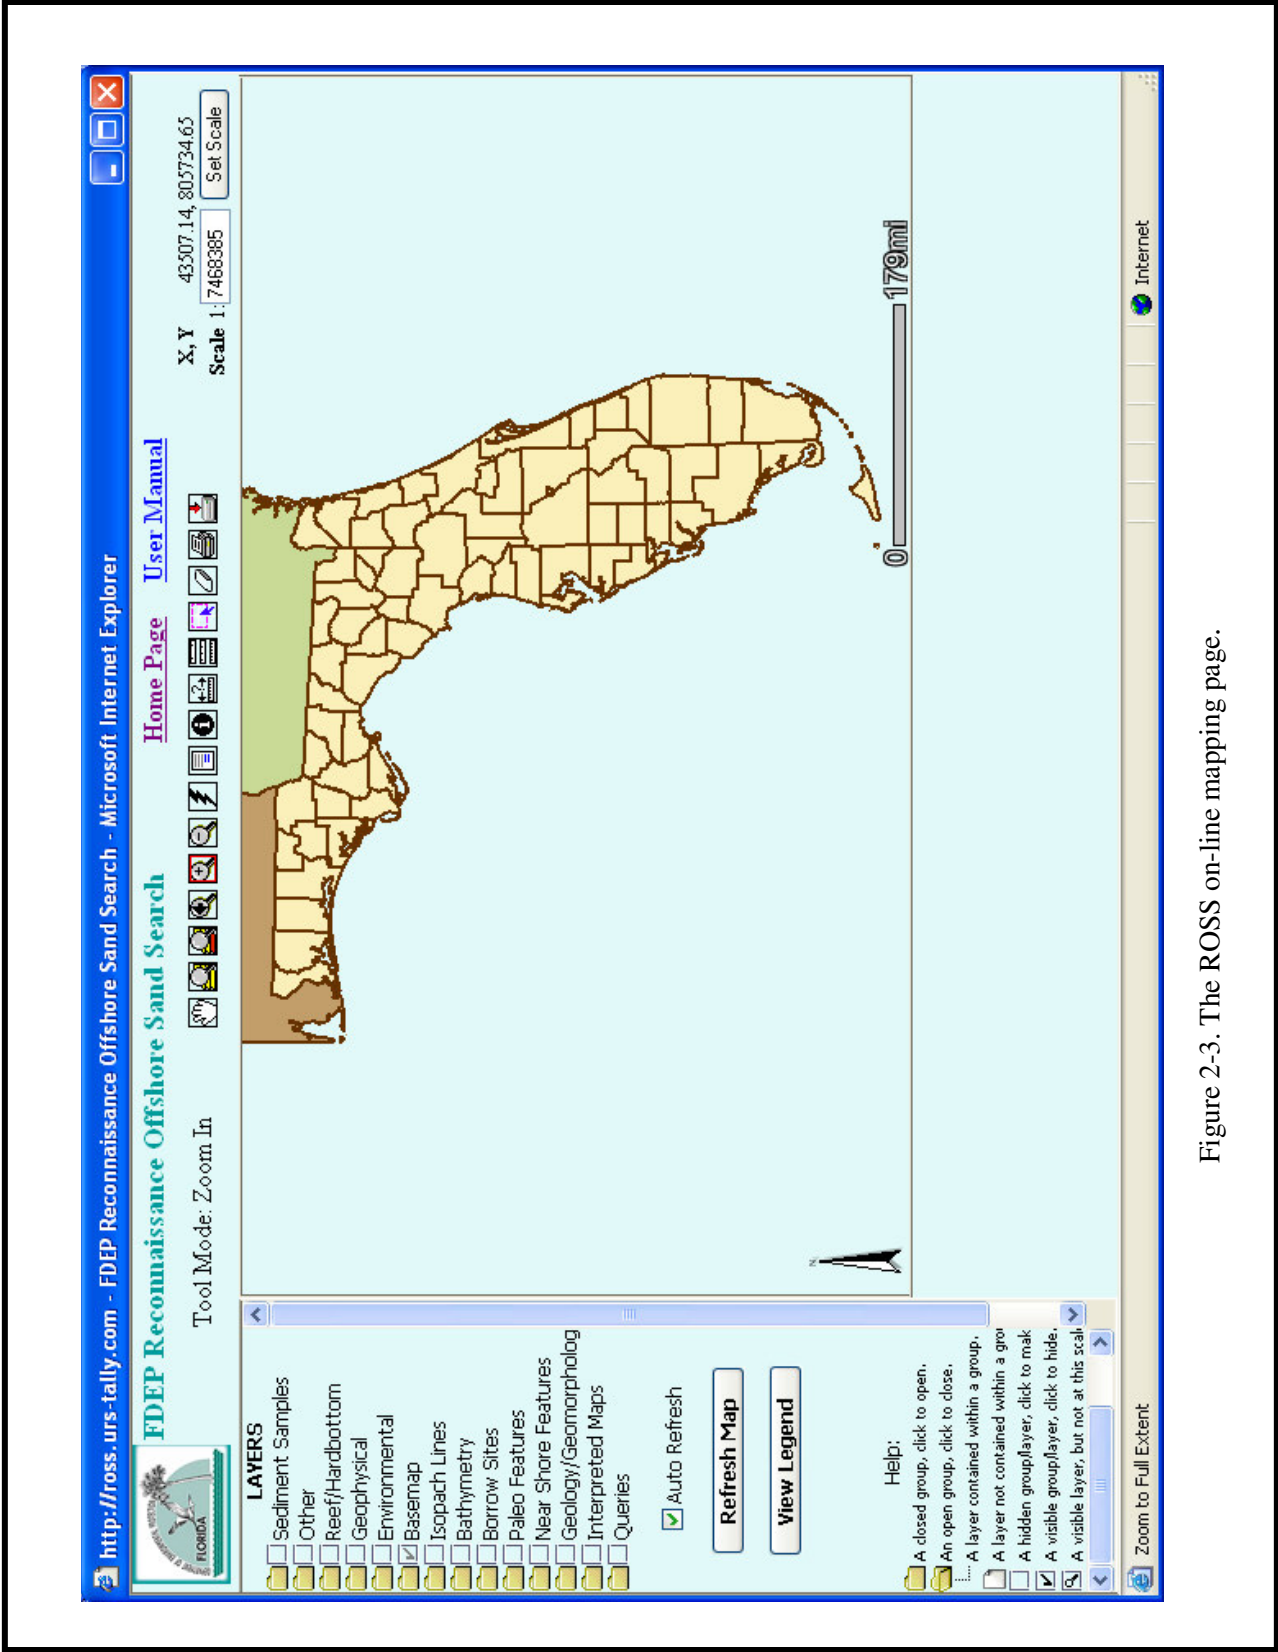 http://ross.urs-tally.com - FDEP Reconnaissance Offshore Sand Search - Microsoft Internet Explorer
FLORIDA
FDEP Reconnaissance Offshore Sand Search
Home Page
User Manual
X, Y 43507.14, 805734.65
Tool Mode: Zoom In
Scale 1: 7468385
Set Scale
LAYERS
Sediment Samples
Other
Reef/Hardbottom
Geophysical
Environmental
Basemap
Isopach Lines
Bathymetry
Borrow Sites
Paleo Features
Near Shore Features
Geology/Geomorpholog
Interpreted Maps
Queries
Auto Refresh
Refresh Map
View Legend
Help:
A closed group, click to open.
An open group, click to close.
A layer contained within a group.
A layer not contained within a grou
A hidden group/layer, click to mak
A visible group/layer, click to hide.
A visible layer, but not at this scal
N
0 179mi
Zoom to Full Extent
Internet
Figure 2-3. The ROSS on-line mapping page.